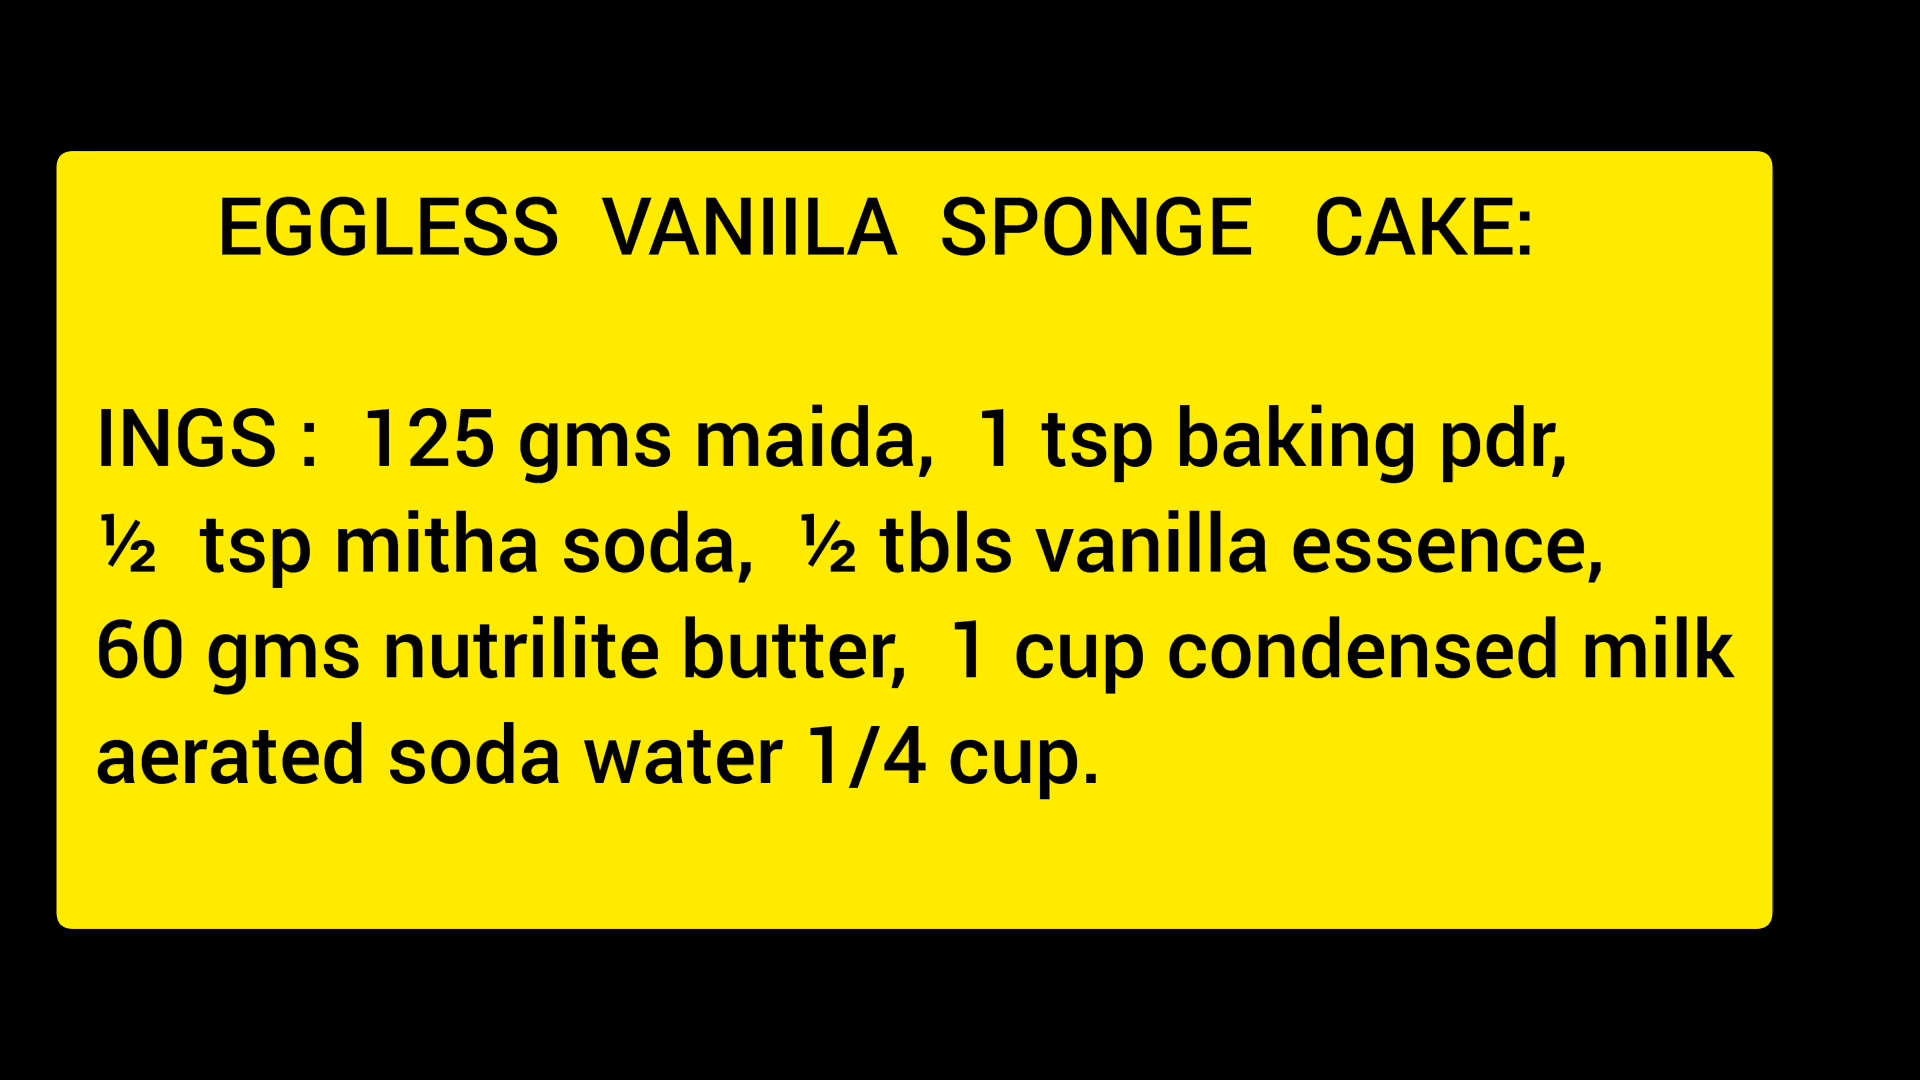 EGGLESS VANIILA SPONGE CAKE:
INGS : 125 gms maida, 1 tsp baking pdr,
½ tsp mitha soda, ½ tbls vanilla essence,
60 gms nutrilite butter, 1 cup condensed milk
aerated soda water 1/4 cup.